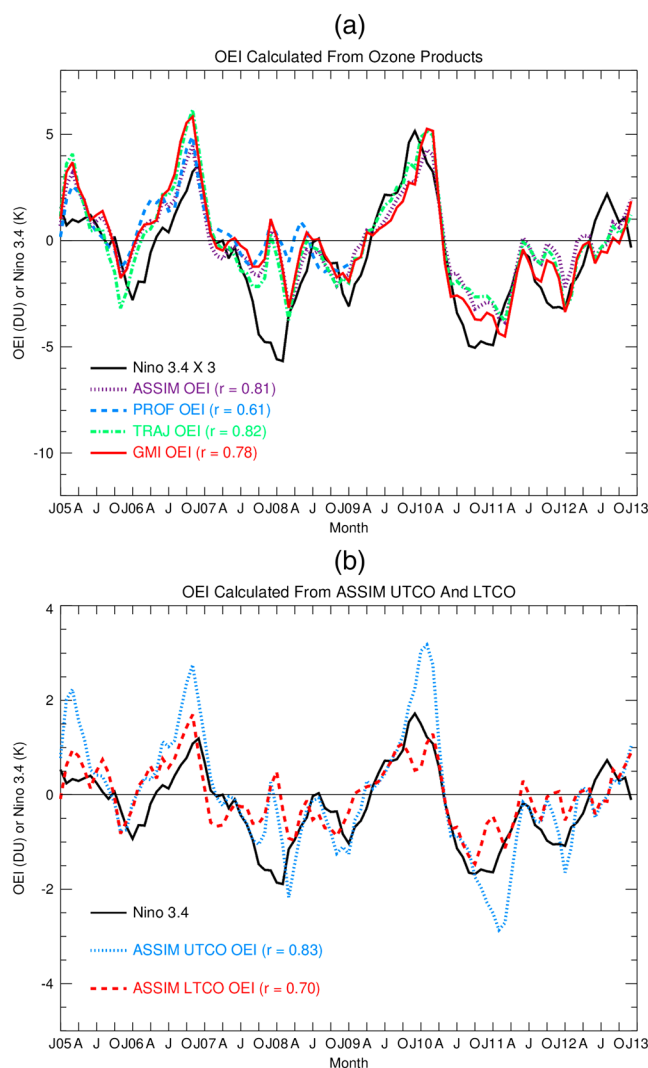 (a)
OEI Calculated From Ozone Products
5
0
-5
-10
OEI (DU) or Nino 3.4 (K)
Nino 3.4 X 3
ASSIM OEI (r = 0.81)
PROF OEI (r = 0.61)
TRAJ OEI (r = 0.82)
GMI OEI (r = 0.78)
J05 A J OJ06 A J OJ07 A J OJ08 A J OJ09 A J OJ10 A J OJ11 A J OJ12 A J OJ13
Month
(b)
OEI Calculated From ASSIM UTCO And LTCO
4
2
0
-2
-4
OEI (DU) or Nino 3.4 (K)
Nino 3.4
ASSIM UTCO OEI (r = 0.83)
ASSIM LTCO OEI (r = 0.70)
J05 A J OJ06 A J OJ07 A J OJ08 A J OJ09 A J OJ10 A J OJ11 A J OJ12 A J OJ13
Month